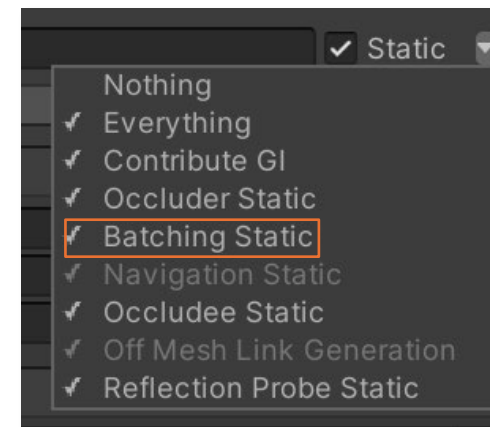 Static
Nothing
Everything
Contribute GI
Occluder Static
Batching Static
Navigation Static
Occludee Static
Off Mesh Link Generation
Reflection Probe Static